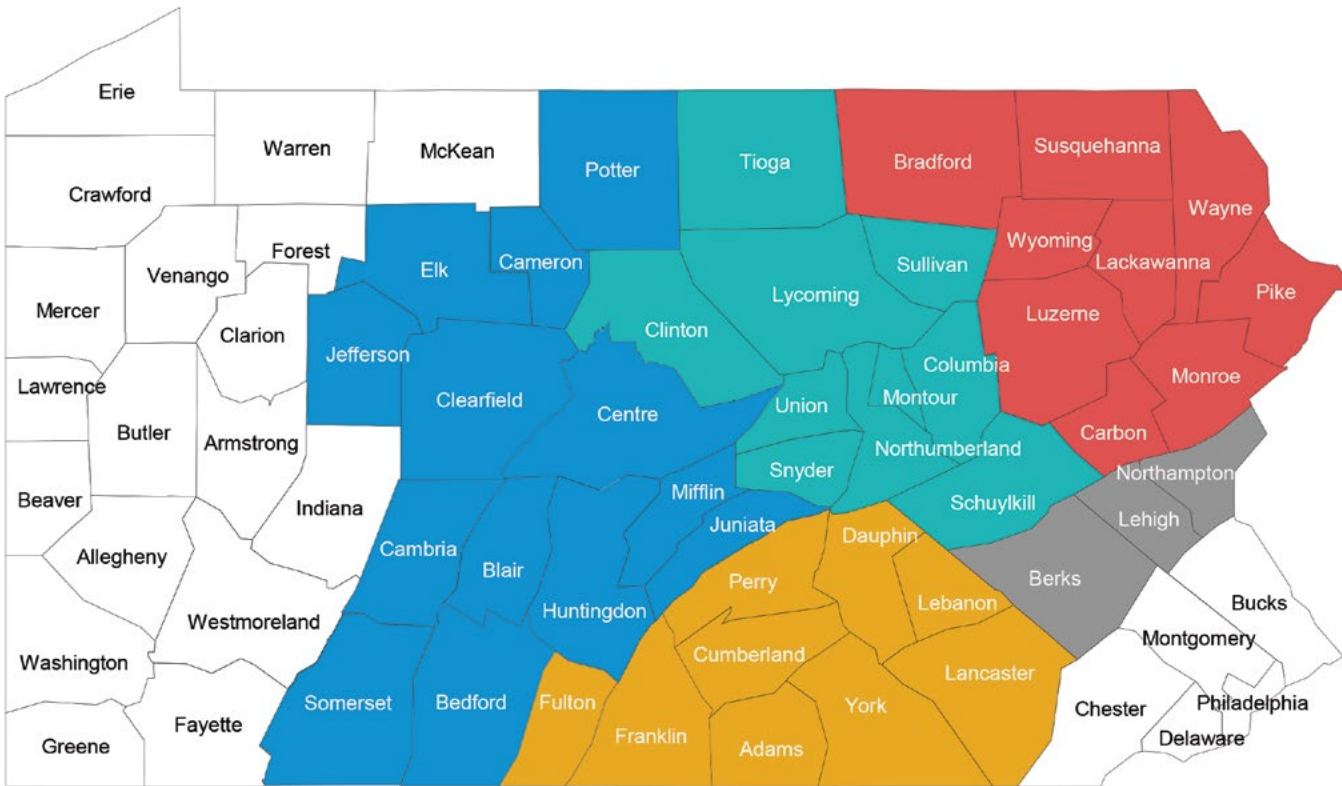 Erie
Warren
McKean
Potter
Tioga
Bradford
Susquehanna
Crawford
Wayne
Forest
Wyoming
Venango
Elk
Cameron
Sullivan
Lackawanna
Mercer
Lycoming
Pike
Clarion
Clinton
Luzerne
Jefferson
Columbia
Lawrence
Monroe
Clearfield
Centre
Union
Montour
Butler
Armstrong
Carbon
Northumberland
Snyder
Northampton
Beaver
Indiana
Mifflin
Schuylkill
Juniata
Lehigh
Allegheny
Cambria
Blair
Dauphin
Perry
Berks
Huntingdon
Lebanon
Bucks
Westmoreland
Montgomery
Washington
Cumberland
Lancaster
Somerset
Bedford
Fulton
York
Philadelphia
Chester
Fayette
Franklin
Adams
Delaware
Greene